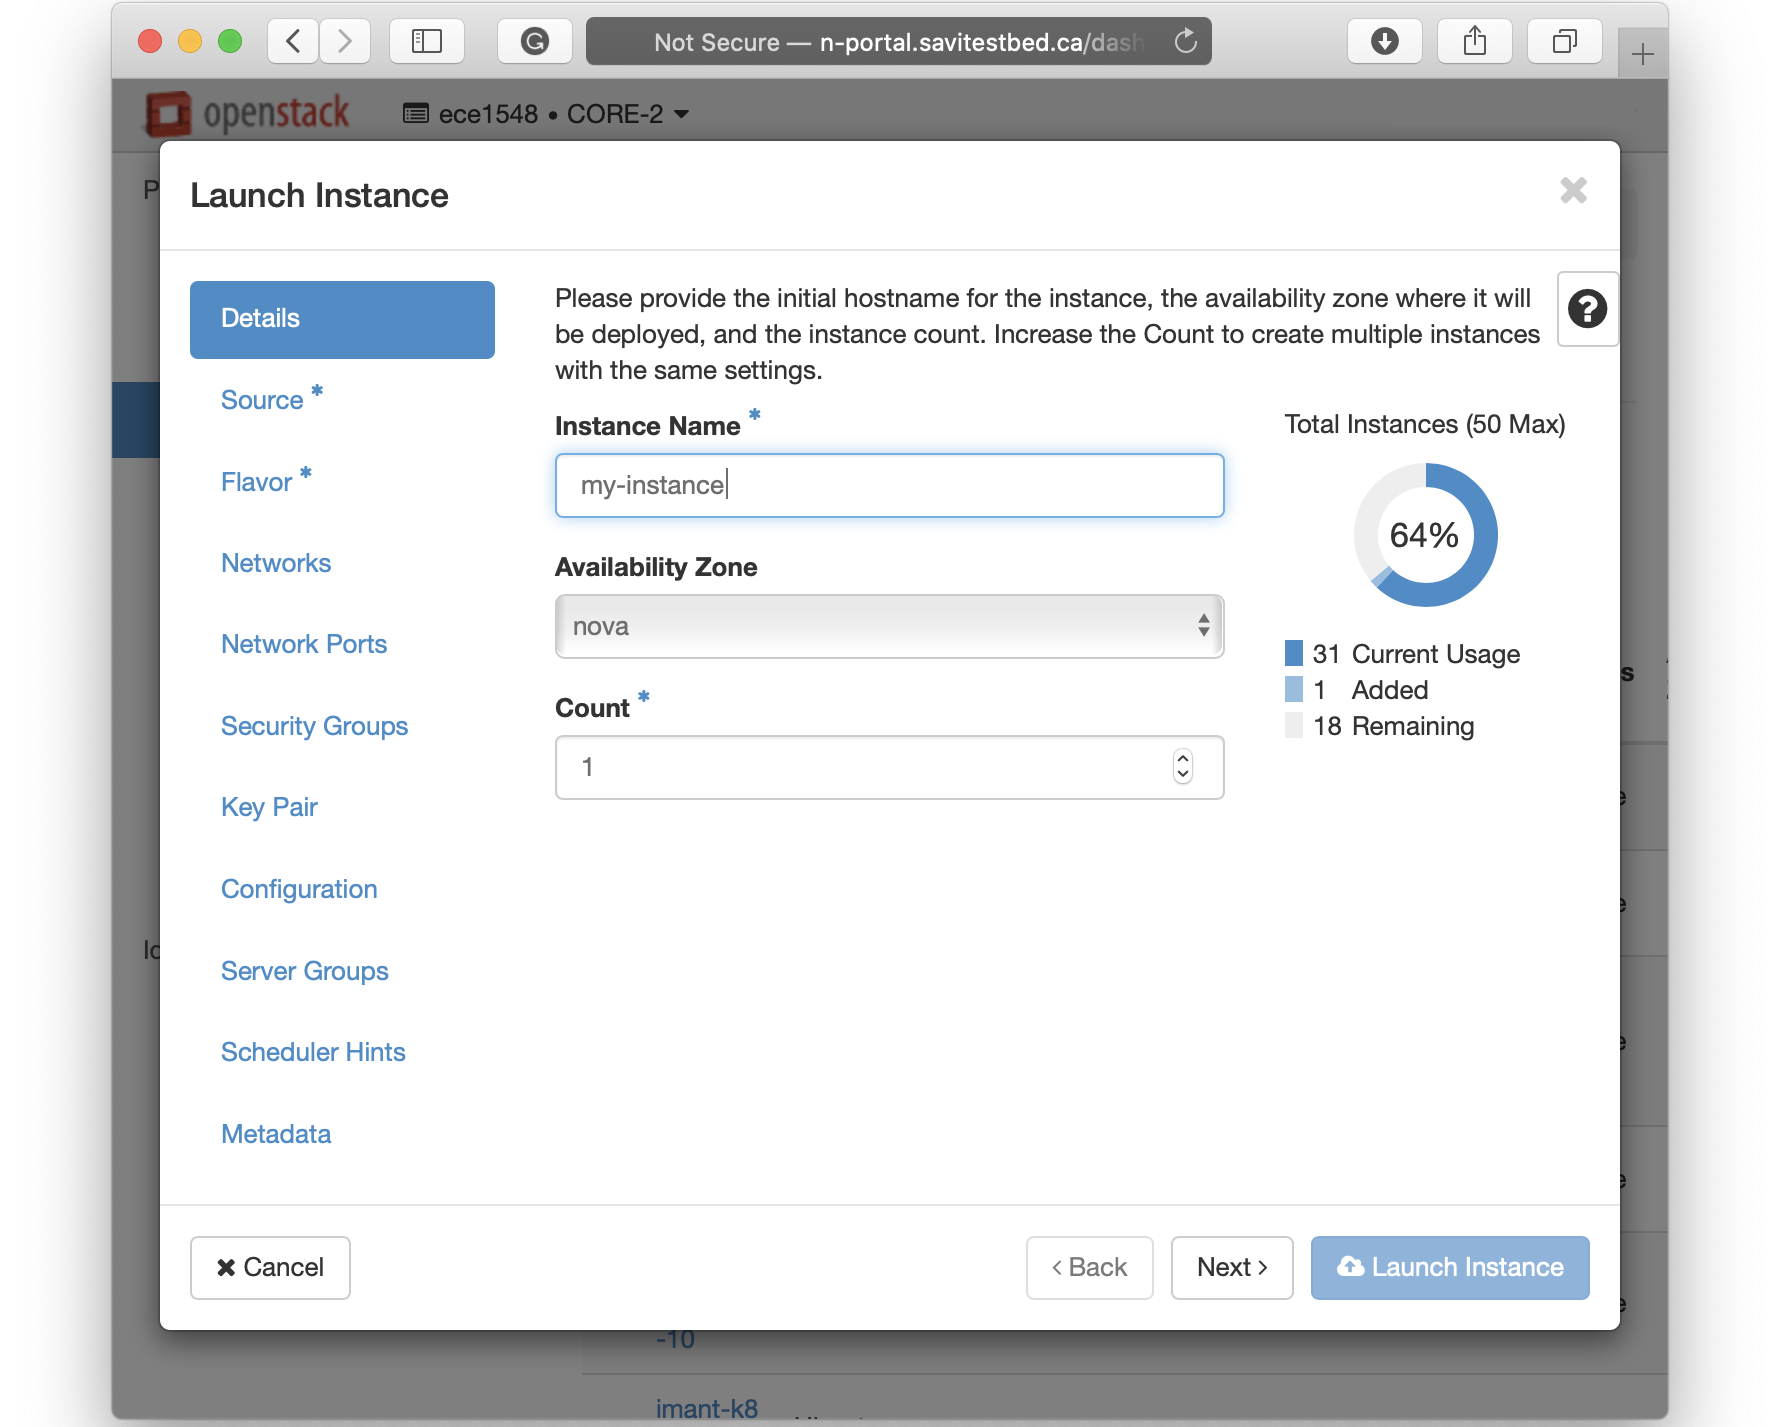 Not Secure — n-portal.savitestbed.ca/dash
openstack
ece1548 • CORE-2
Launch Instance
Details
Source *
Flavor *
Networks
Network Ports
Security Groups
Key Pair
Configuration
Server Groups
Scheduler Hints
Metadata
Please provide the initial hostname for the instance, the availability zone where it will
be deployed, and the instance count. Increase the Count to create multiple instances
with the same settings.
Instance Name *
my-instance
Availability Zone
nova
Count *
1
Total Instances (50 Max)
64%
31 Current Usage
1 Added
18 Remaining
Cancel
‹ Back
Next ›
Launch Instance
-10
imant-k8